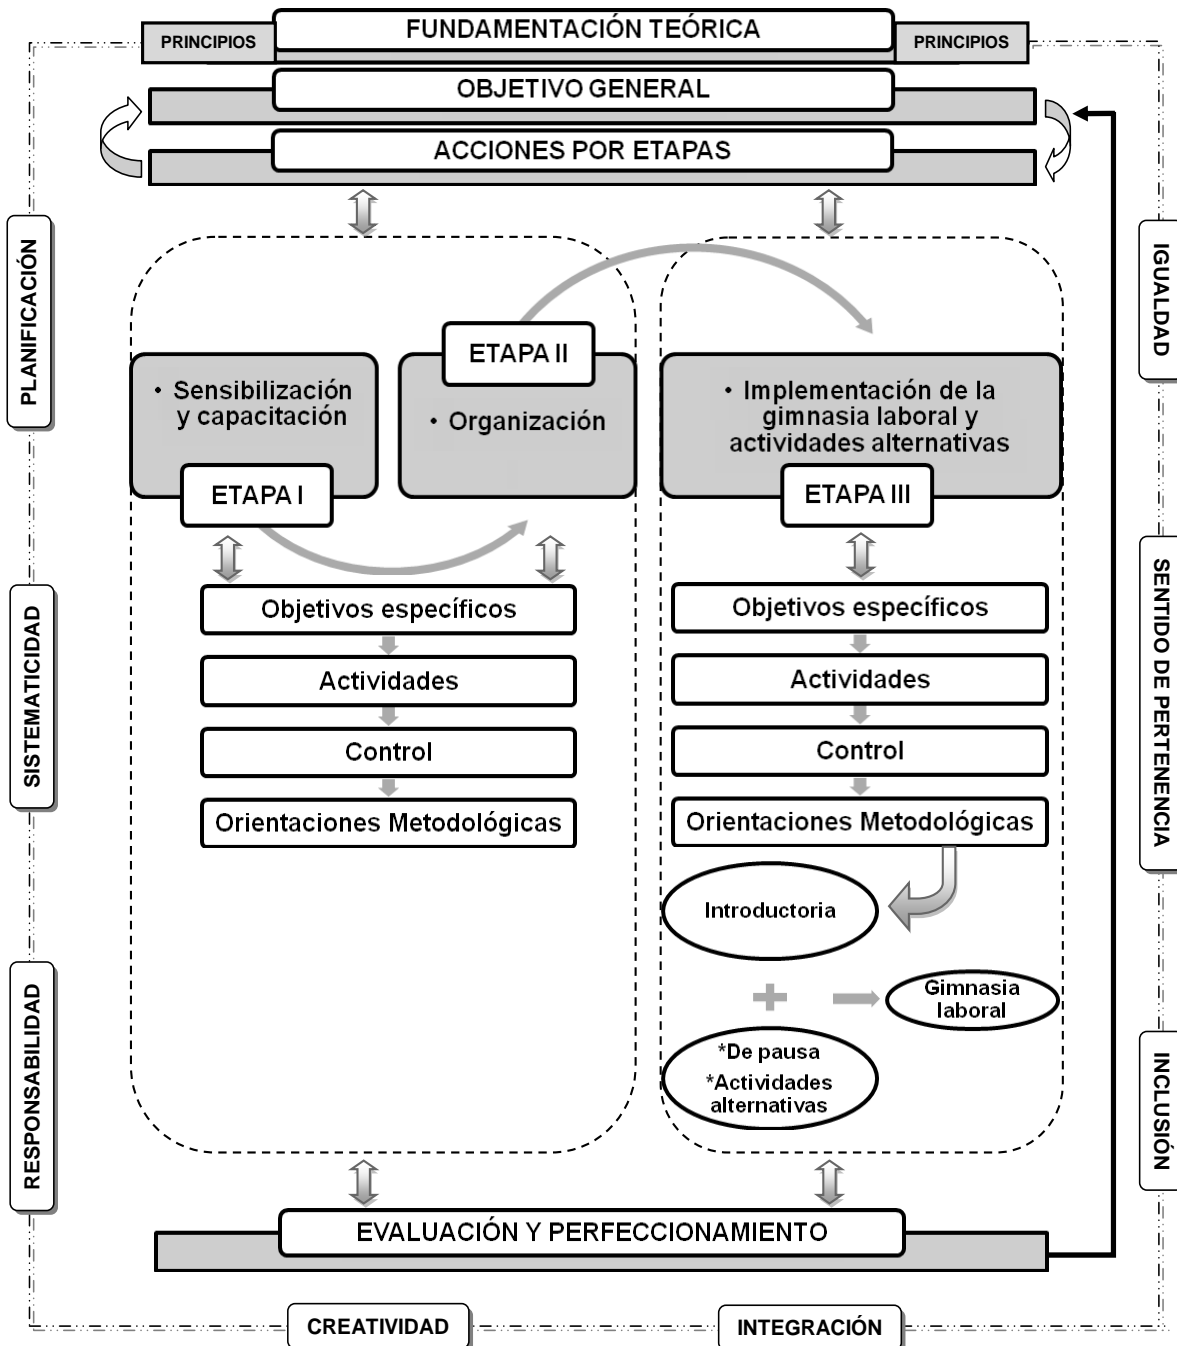 FUNDAMENTACIÓN TEÓRICA
PRINCIPIOS
PRINCIPIOS
OBJETIVO GENERAL
ACCIONES POR ETAPAS
PLANIFICACIÓN
SISTEMATICIDAD
RESPONSABILIDAD
ETAPA II
• Sensibilización
y capacitación
• Organización
ETAPA I
Objetivos específicos
Actividades
Control
Orientaciones Metodológicas
• Implementación de la
gimnasia laboral y
actividades alternativas
ETAPA III
Objetivos específicos
Actividades
Control
Orientaciones Metodológicas
Introductoria
Gimnasia
laboral
*De pausa
*Actividades
alternativas
IGUALDAD
SENTIDO DE PERTENENCIA
INCLUSIÓN
EVALUACIÓN Y PERFECCIONAMIENTO
CREATIVIDAD
INTEGRACIÓN